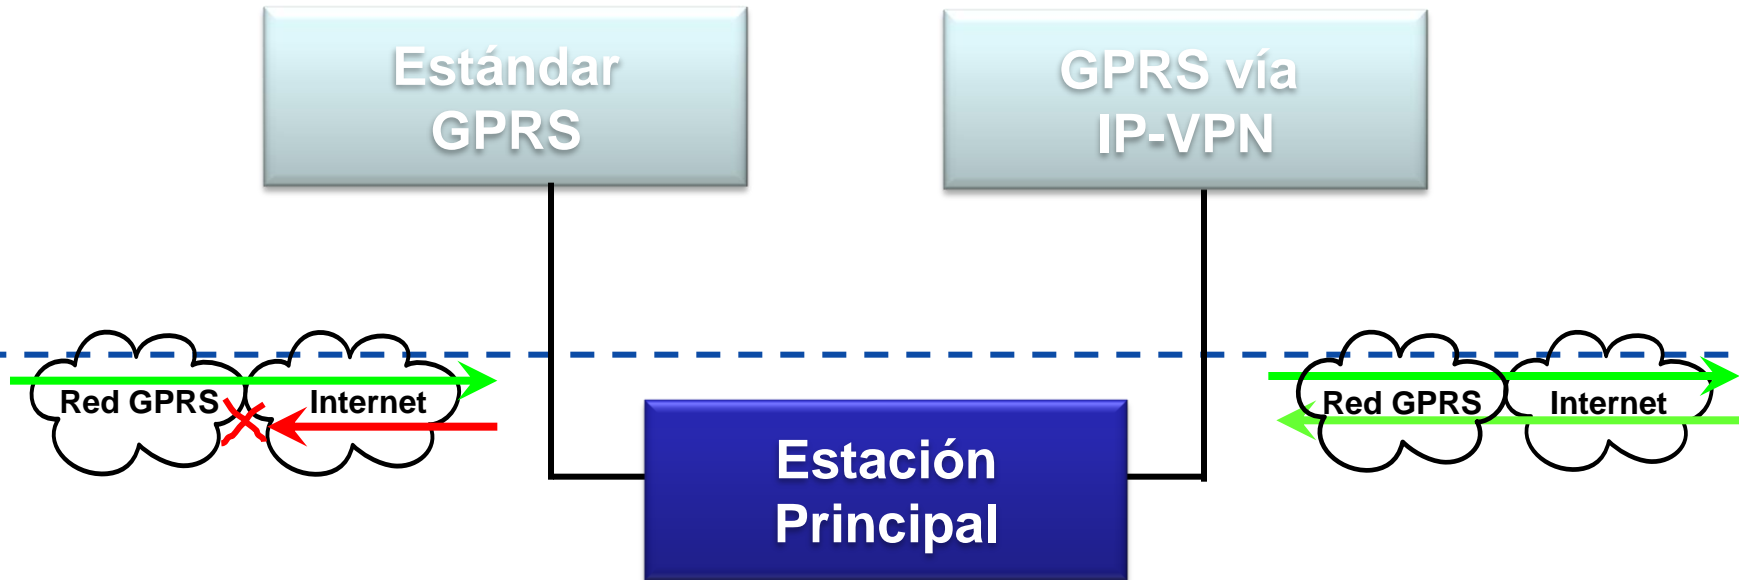 Estándar
GPRS
GPRS vía
IP-VPN
Red GPRS
Internet
Red GPRS
Internet
Estación
Principal